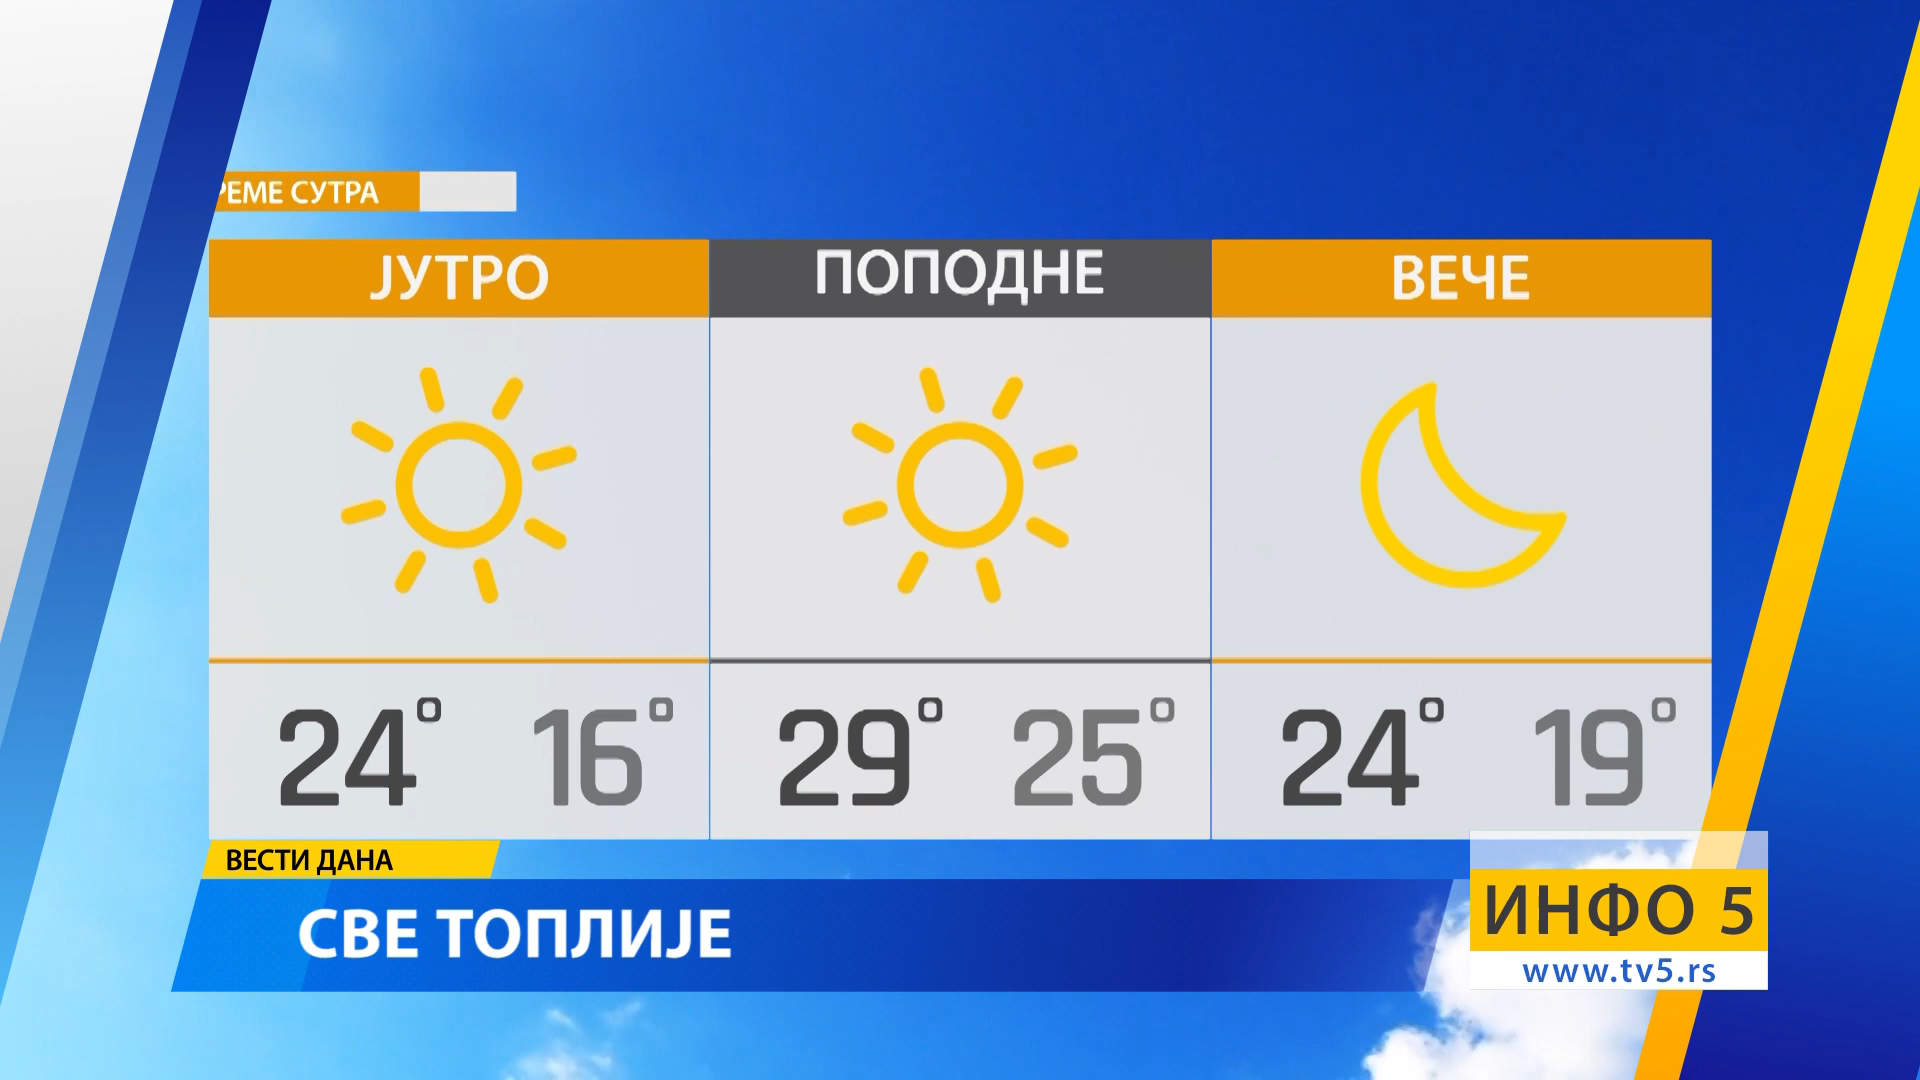 РЕМЕ СУТРА
ЈУТРО ПОПОДНЕ ВЕЧЕ
24° 16° 29° 25° 24° 19°
ВЕСТИ ДАНА
СВЕ ТОПЛИЈЕ
ИНФО 5
www.tv5.rs